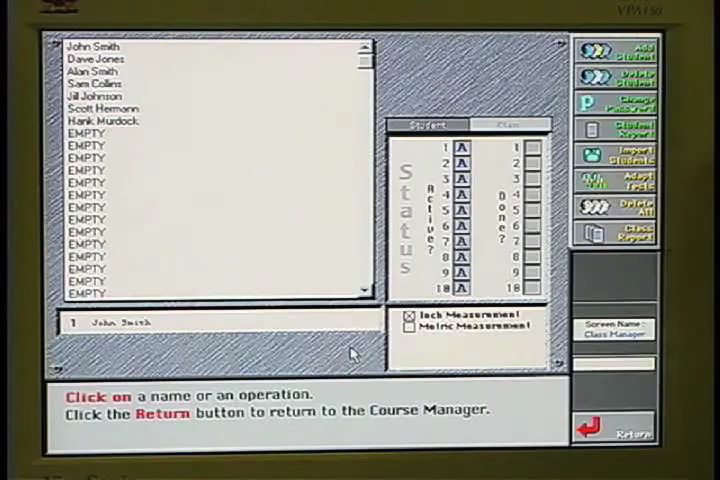 VPA150
John Smith
Dave Jones
Alan Smith
Sam Collins
Jill Johnson
Scott Hermann
Hank Murdock
EMPTY
EMPTY
EMPTY
EMPTY
EMPTY
EMPTY
EMPTY
EMPTY
EMPTY
EMPTY
EMPTY
EMPTY
EMPTY
EMPTY
1 John Smith
Student Class
Status
Active?
Done?
1 A 1
2 A 2
3 A 3
4 A 4
5 A 5
6 A 6
7 A 7
8 A 8
9 A 9
10 A 10
Inch Measurement
Metric Measurement
Add
Student
Delete
Student
P Change
Password
Student
Report
Import
Students
Adapt
Tests
Delete
All
Class
Report
Screen Name:
Class Manager
Return
Click on a name or an operation.
Click the Return button to return to the Course Manager.